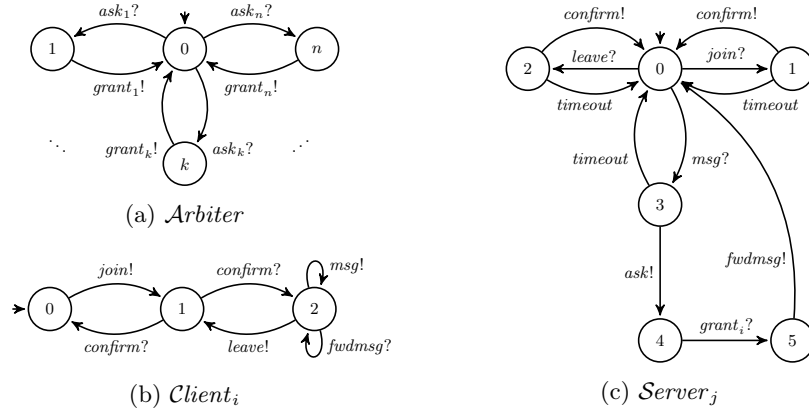 ask₁?
askₙ?
1
0
n
grant₁!
grantₙ!
grantₖ!
askₖ?
k
(a) Arbiter
join!
confirm?
msg!
0
1
2
confirm?
leave!
fwdmsg?
(b) Clientᵢ
confirm!
confirm!
2
leave?
0
join?
1
timeout
timeout
timeout
msg?
3
ask!
fwdmsg!
4
grantᵢ?
5
(c) Serverⱼ